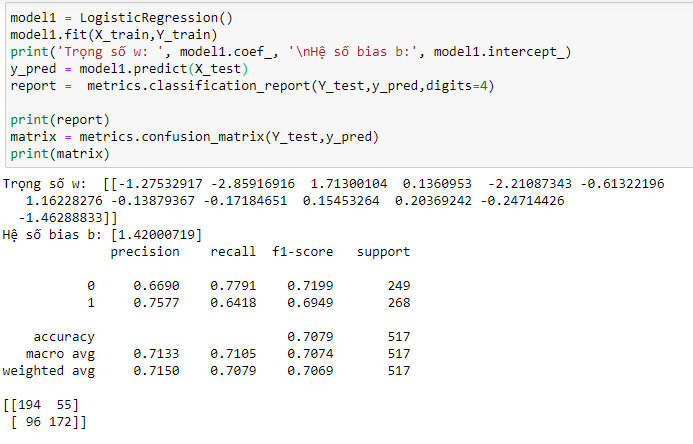 model1 = LogisticRegression()
model1.fit(X_train,Y_train)
print('Trọng số w: ', model1.coef_, '\nHệ số bias b:', model1.intercept_)
y_pred = model1.predict(X_test)
report =  metrics.classification_report(Y_test,y_pred,digits=4)

print(report)
matrix = metrics.confusion_matrix(Y_test,y_pred)
print(matrix)

Trọng số w:  [[-1.27532917 -2.85916916  1.71300104  0.1360953  -2.21087343 -0.61322196
   1.16228276 -0.13879367 -0.17184651  0.15453264  0.20369242 -0.24714426
  -1.46288833]]
Hệ số bias b: [1.42000719]
              precision    recall  f1-score   support

           0     0.6690    0.7791    0.7199       249
           1     0.7577    0.6418    0.6949       268

    accuracy                         0.7079       517
   macro avg     0.7133    0.7105    0.7074       517
weighted avg     0.7150    0.7079    0.7069       517

[[194  55]
 [ 96 172]]